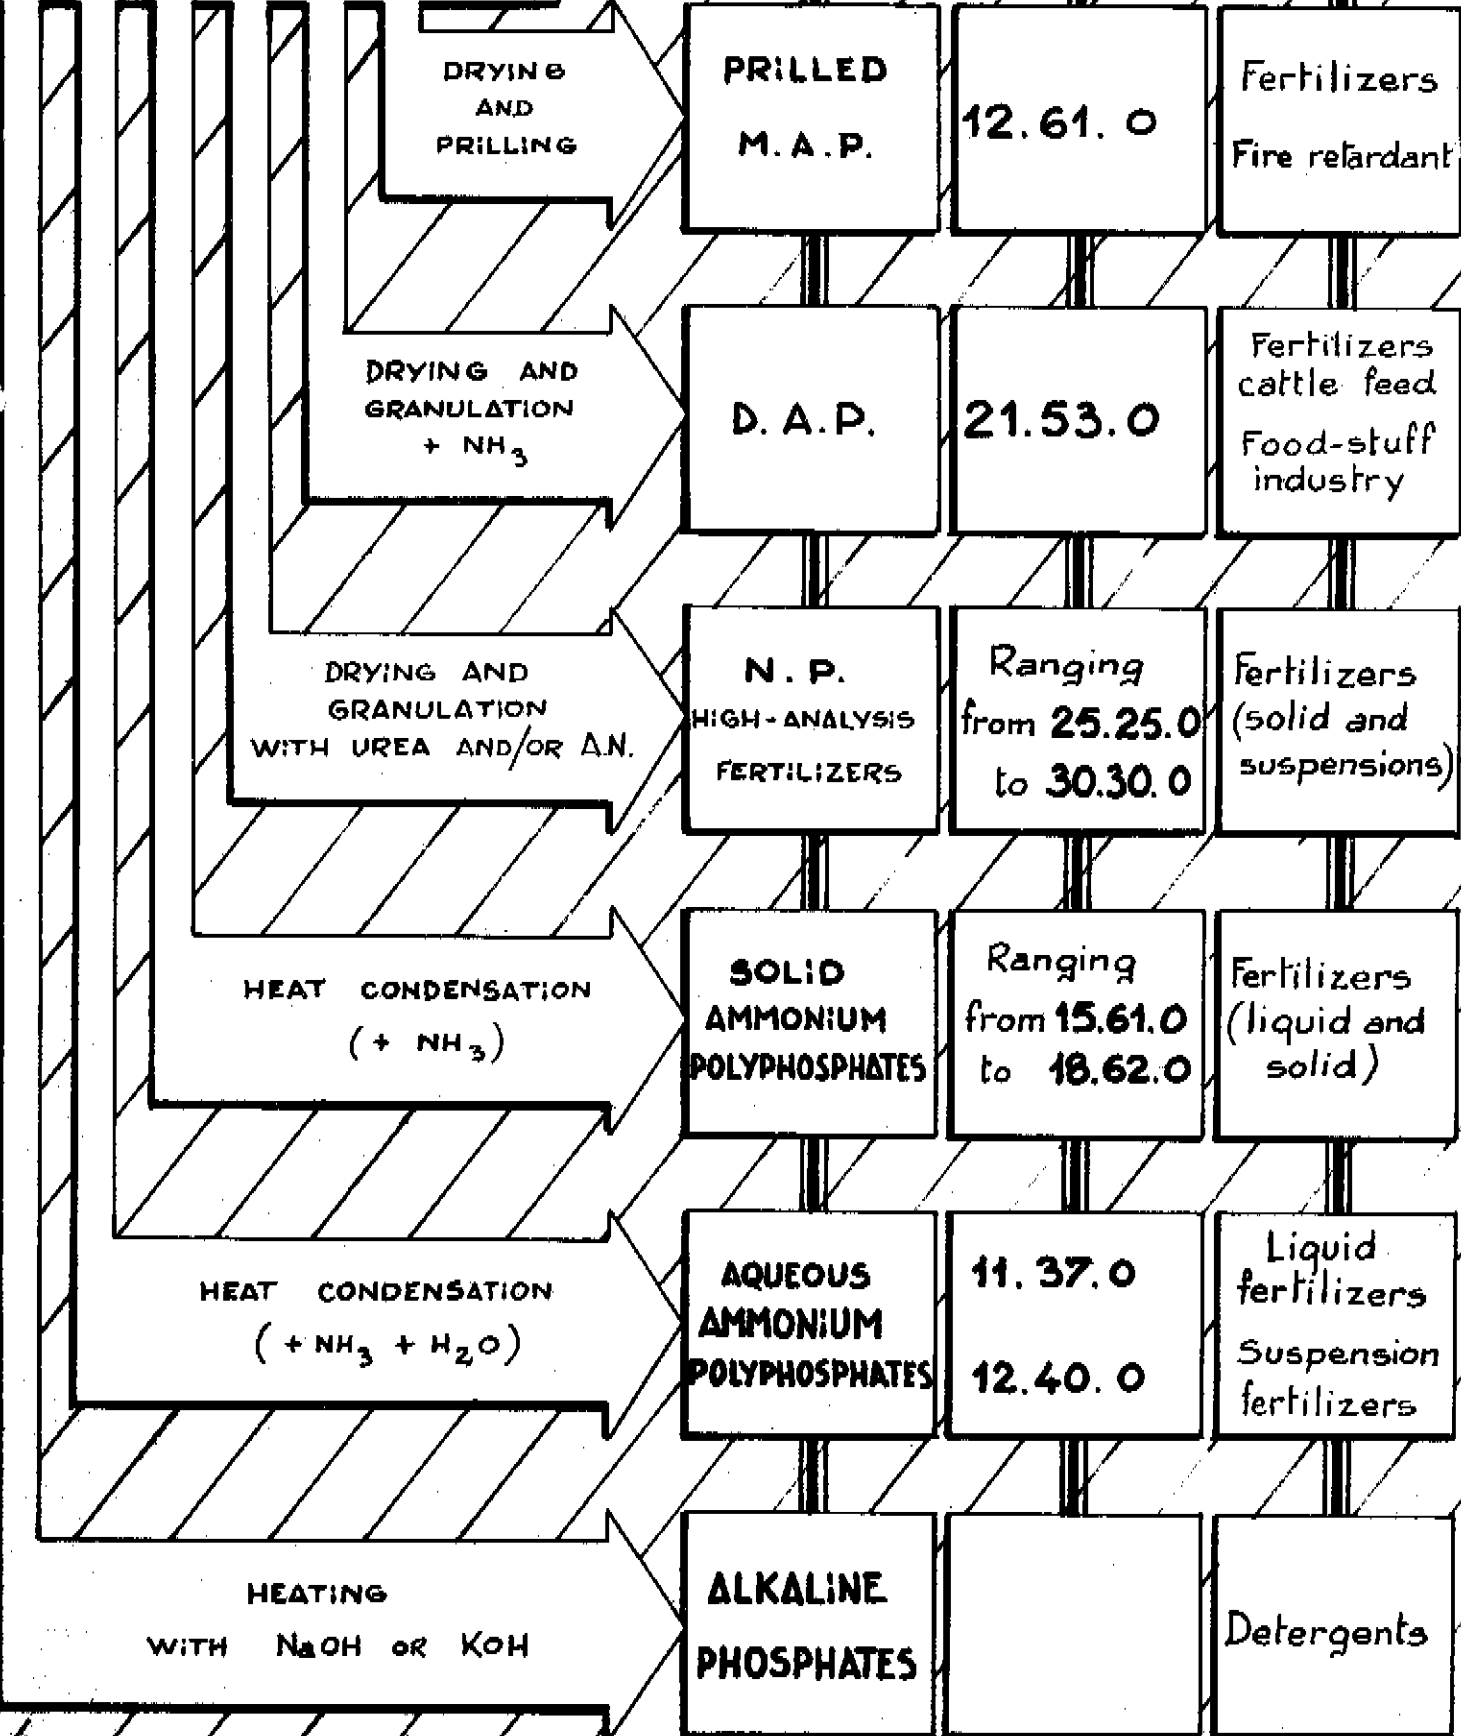 DRYING
AND
PRILLING
PRILLED
M.A.P.
12.61.0
Fertilizers
Fire retardant
DRYING AND
GRANULATION
+ NH3
D.A.P.
21.53.0
Fertilizers
cattle feed
Food-stuff
industry
DRYING AND
GRANULATION
WITH UREA AND/OR A.N.
N.P.
HIGH-ANALYSIS
FERTILIZERS
Ranging
from 25.25.0
to 30.30.0
Fertilizers
(solid and
suspensions)
HEAT CONDENSATION
(+ NH3)
SOLID
AMMONIUM
POLYPHOSPHATES
Ranging
from 15.61.0
to 18.62.0
Fertilizers
(liquid and
solid)
HEAT CONDENSATION
(+ NH3 + H2O)
AQUEOUS
AMMONIUM
POLYPHOSPHATES
11.37.0
12.40.0
Liquid
fertilizers
Suspension
fertilizers
HEATING
WITH NaOH OR KOH
ALKALINE
PHOSPHATES
Detergents